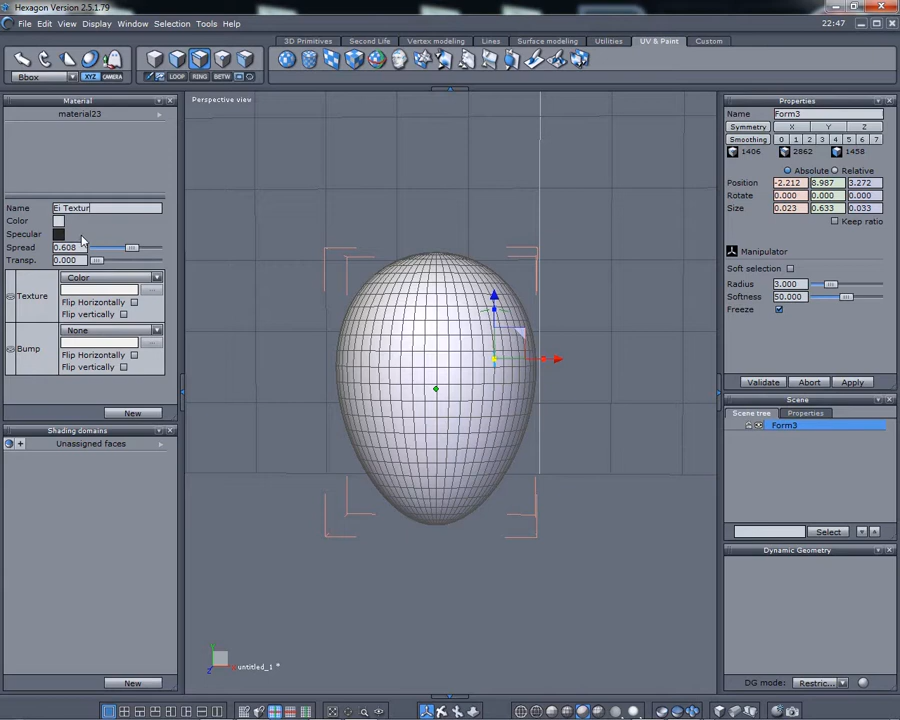 Hexagon Version 2.5.1.79
File Edit View Display Window Selection Tools Help
22:47
3D Primitives Second Life Vertex modeling Lines Surface modeling Utilities UV & Paint Custom
Bbox XYZ CAMERA LOOP RING BETW
Material
material23
Name Ei Textur
Color
Specular
Spread 0.608
Transp. 0.000
Texture Color
Flip Horizontally
Flip vertically
Bump None
Flip Horizontally
Flip vertically
New
Shading domains
Unassigned faces
New
Perspective view
Y
Z
untitled_1 *
Properties
Name Form3
Symmetry X Y Z
Smoothing 0 1 2 3 4 5 6 7
1406 2862 1458
Absolute Relative
Position -2.212 8.987 3.272
Rotate 0.000 0.000 0.000
Size 0.023 0.633 0.033
Keep ratio
Manipulator
Soft selection
Radius 3.000
Softness 50.000
Freeze
Validate Abort Apply
Scene
Scene tree Properties
Form3
Select
Dynamic Geometry
DG mode: Restric...